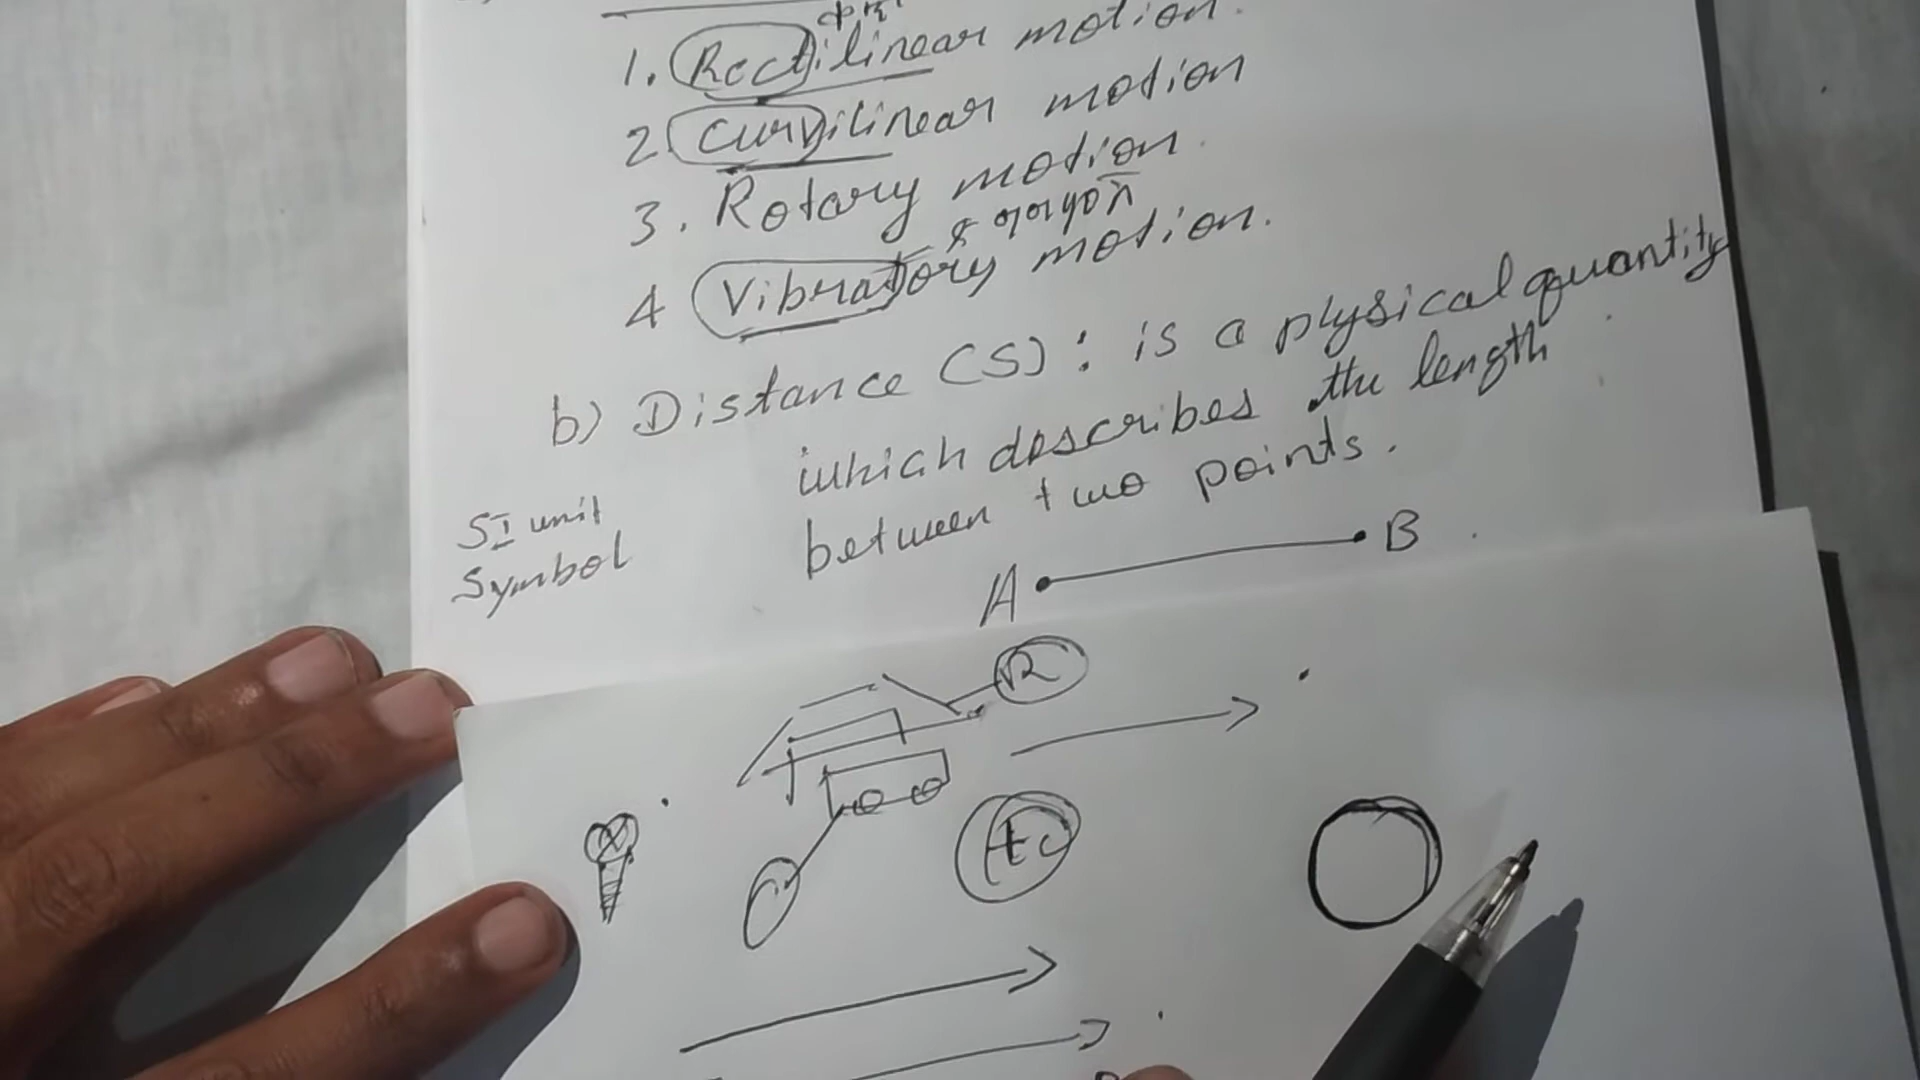 1. Rectilinear motion.
2 Curvilinear motion
3. Rotary motion.
4 Vibratory motion.
b) Distance (S): is a physical quantity
which describes the length
between two points.
SI unit
Symbol
A B
R